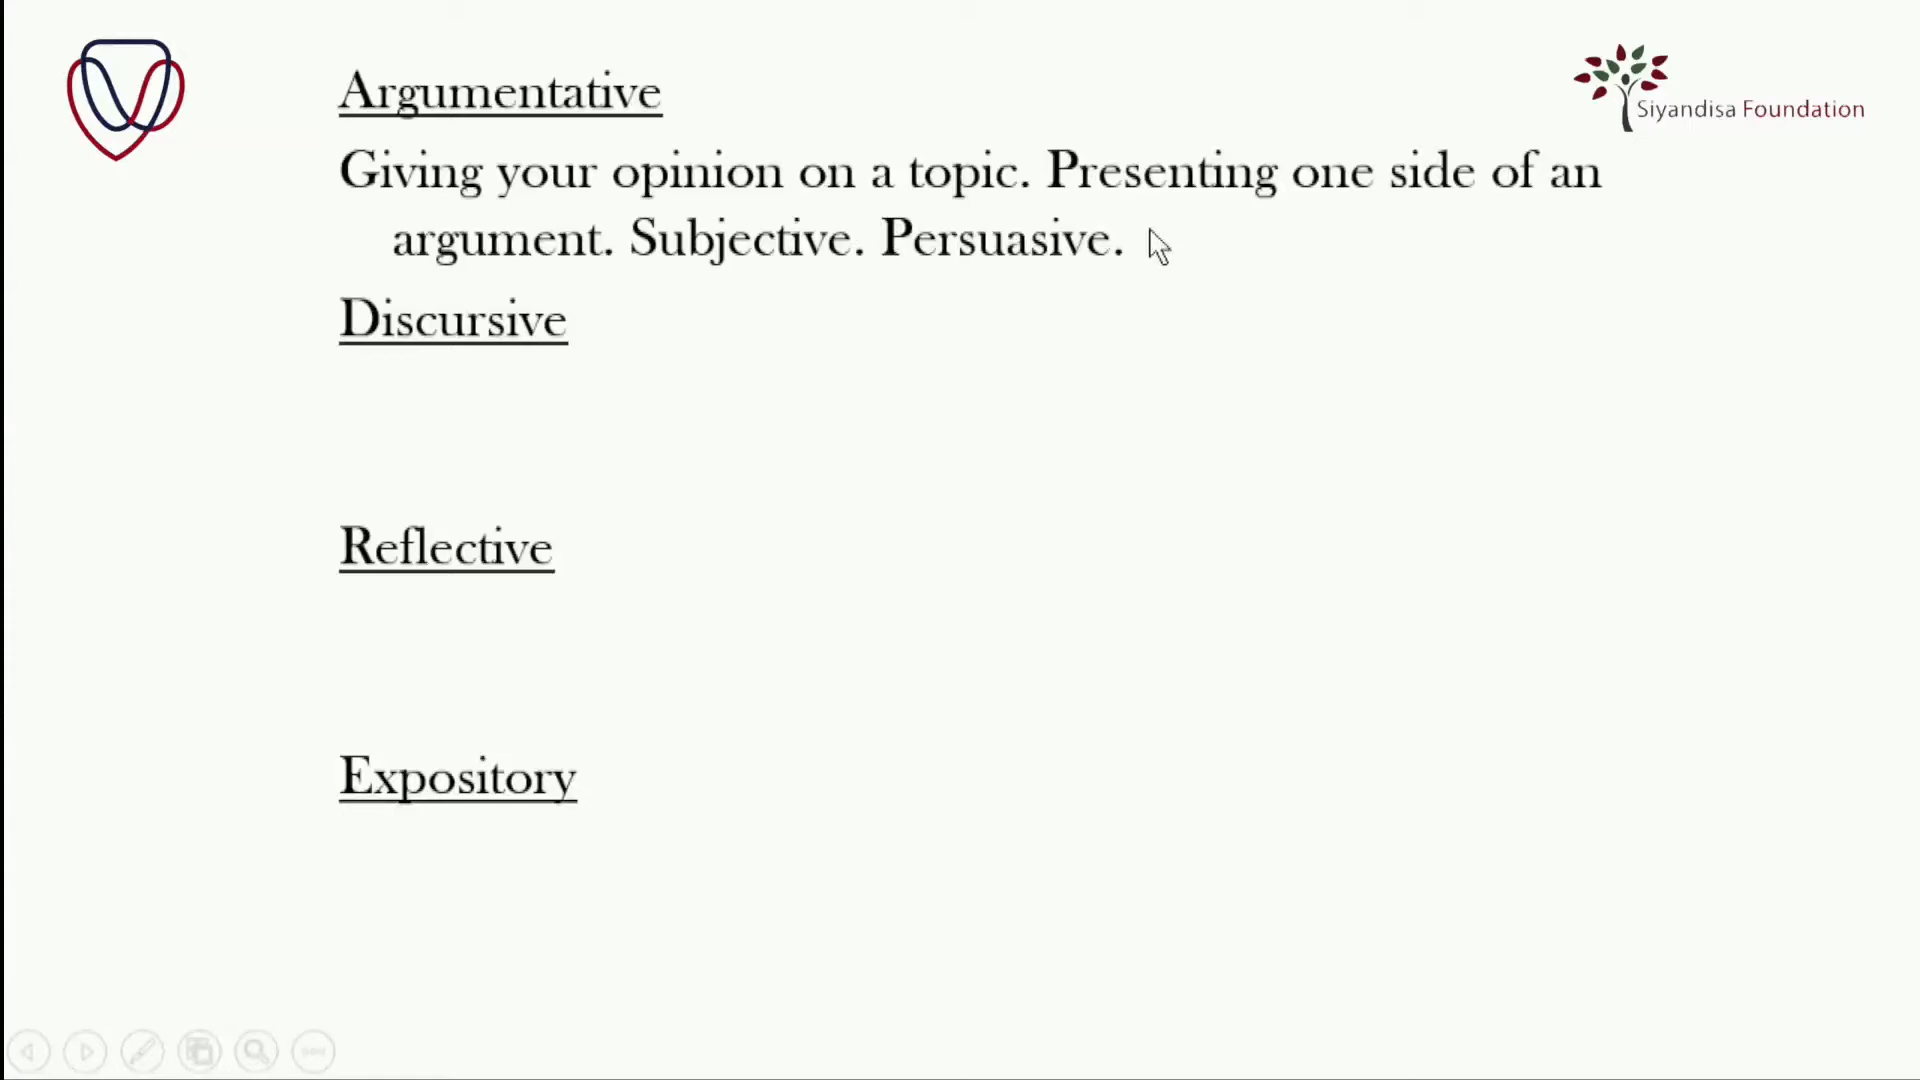 Argumentative
Siyandisa Foundation
Giving your opinion on a topic. Presenting one side of an
argument. Subjective. Persuasive.
Discursive
Reflective
Expository